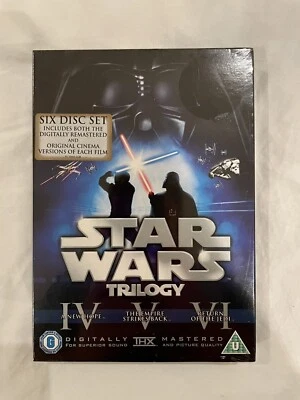 SIX DISC SET
INCLUDES BOTH THE
DIGITALLY REMASTERED
AND
ORIGINAL CINEMA
VERSIONS OF EACH FILM
STAR
WARS
TRILOGY
IV V VI
A NEW HOPE THE EMPIRE RETURN
STRIKES BACK OF THE JEDI
DIGITALLY THX MASTERED
FOR SUPERIOR SOUND AND PICTURE QUALITY
U